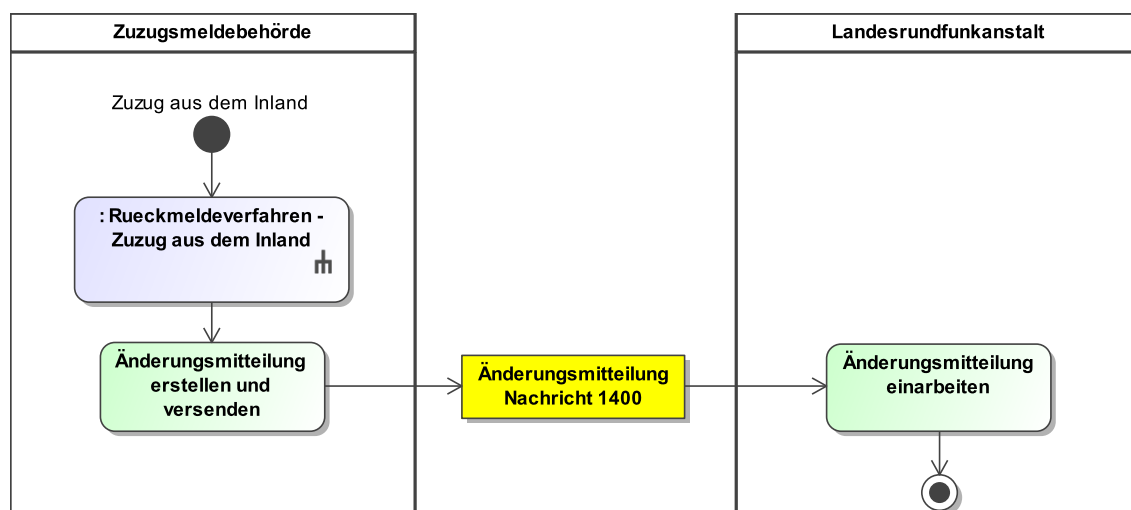 Zuzugsmeldebehörde
Landesrundfunkanstalt
Zuzug aus dem Inland
: Rueckmeldeverfahren -
Zuzug aus dem Inland
Änderungsmitteilung
erstellen und
versenden
Änderungsmitteilung
Nachricht 1400
Änderungsmitteilung
einarbeiten